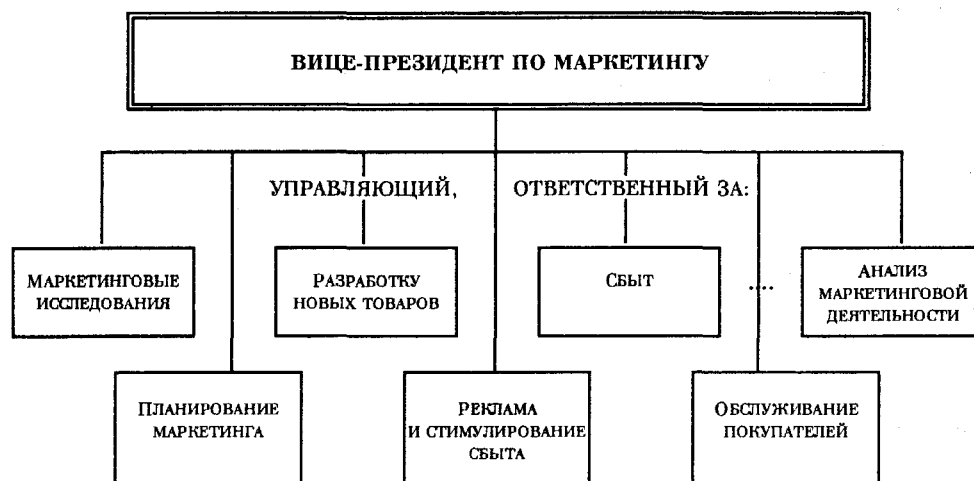 ВИЦЕ-ПРЕЗИДЕНТ ПО МАРКЕТИНГУ
УПРАВЛЯЮЩИЙ, ОТВЕТСТВЕННЫЙ ЗА:
МАРКЕТИНГОВЫЕ
ИССЛЕДОВАНИЯ
РАЗРАБОТКУ
НОВЫХ ТОВАРОВ
СБЫТ
....
АНАЛИЗ
МАРКЕТИНГОВОЙ
ДЕЯТЕЛЬНОСТИ
ПЛАНИРОВАНИЕ
МАРКЕТИНГА
РЕКЛАМА
И СТИМУЛИРОВАНИЕ
СБЫТА
ОБСЛУЖИВАНИЕ
ПОКУПАТЕЛЕЙ